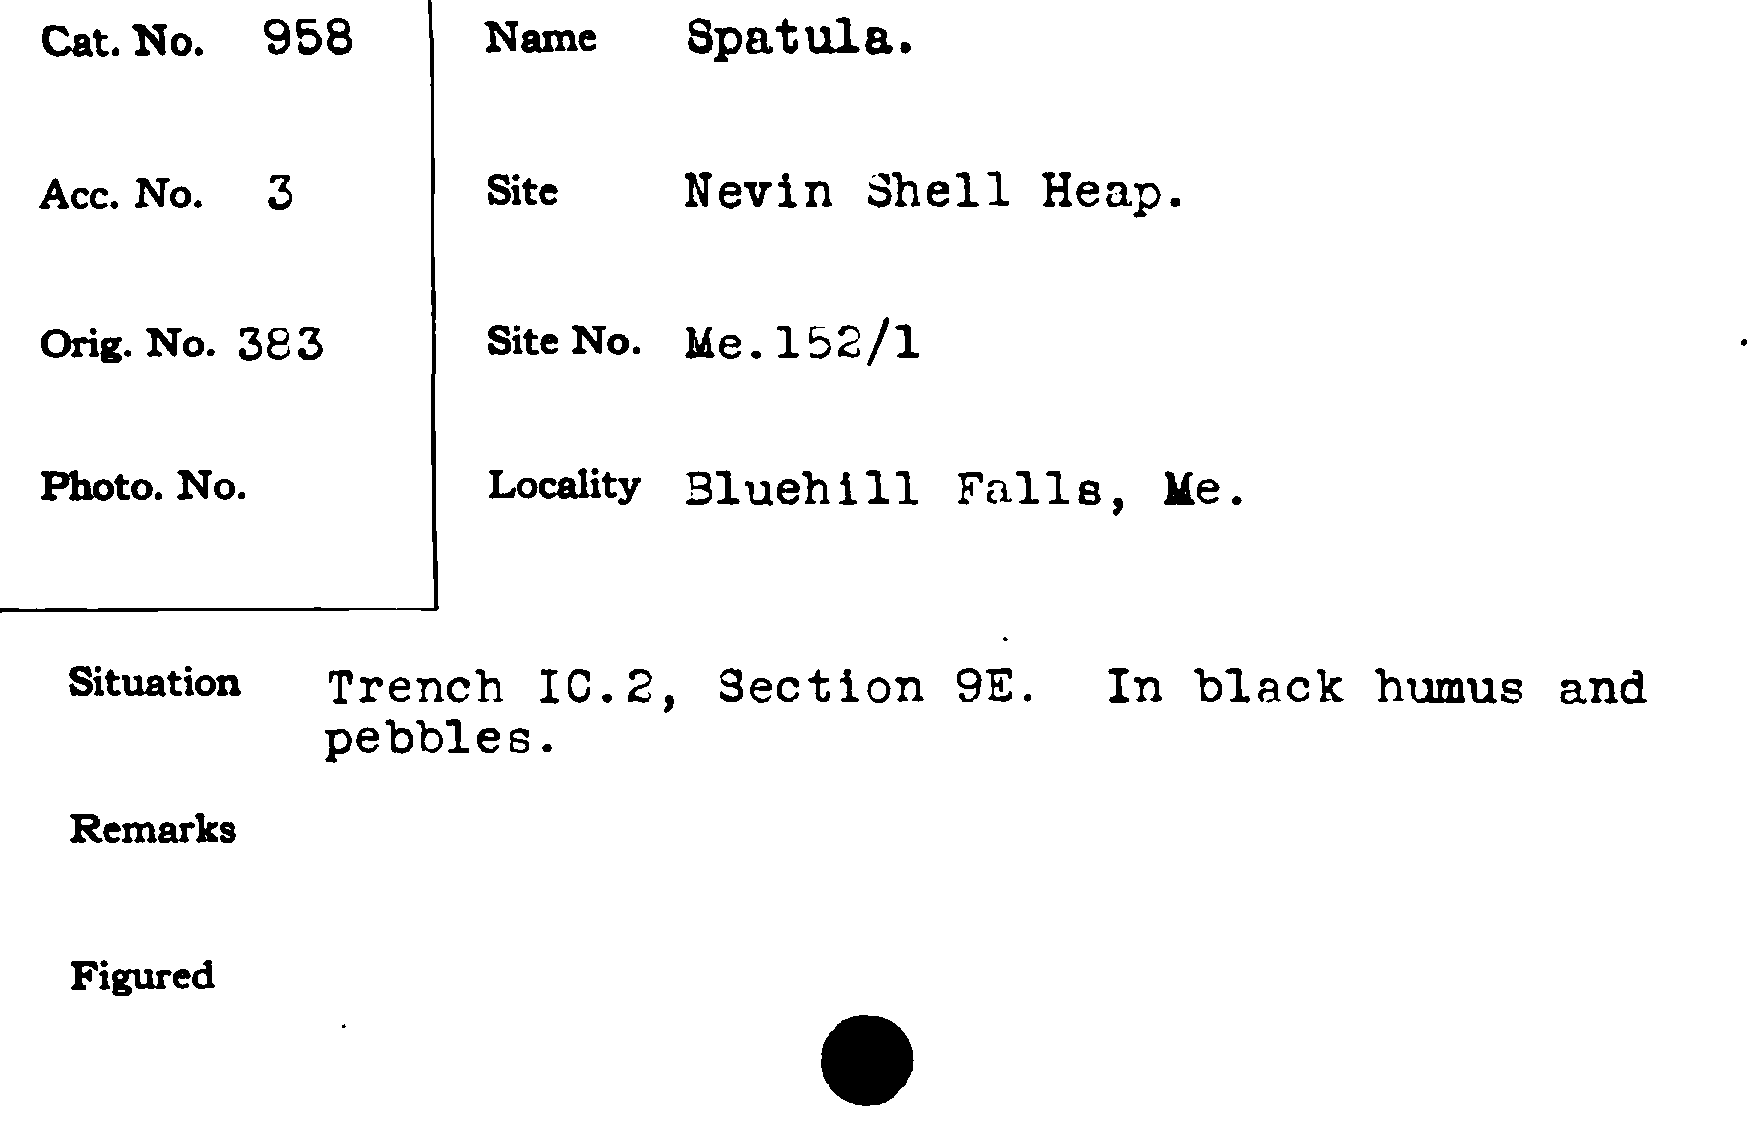 Cat. No. 958 Name Spatula.
Acc. No. 3 Site Nevin Shell Heap.
Orig. No. 383 Site No. Me.152/1
Photo. No. Locality Bluehill Falls, Me.
Situation Trench IC.2, Section 9E. In black humus and
pebbles.
Remarks
Figured